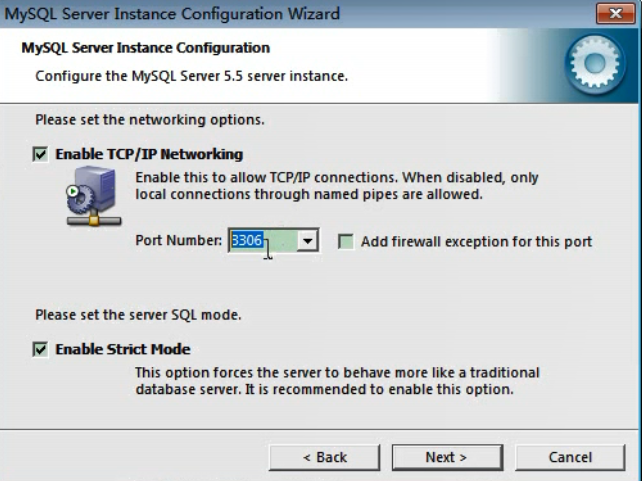 MySQL Server Instance Configuration Wizard
MySQL Server Instance Configuration
Configure the MySQL Server 5.5 server instance.
Please set the networking options.
Enable TCP/IP Networking
Enable this to allow TCP/IP connections. When disabled, only
local connections through named pipes are allowed.
Port Number: 3306 Add firewall exception for this port
Please set the server SQL mode.
Enable Strict Mode
This option forces the server to behave more like a traditional
database server. It is recommended to enable this option.
< Back Next > Cancel